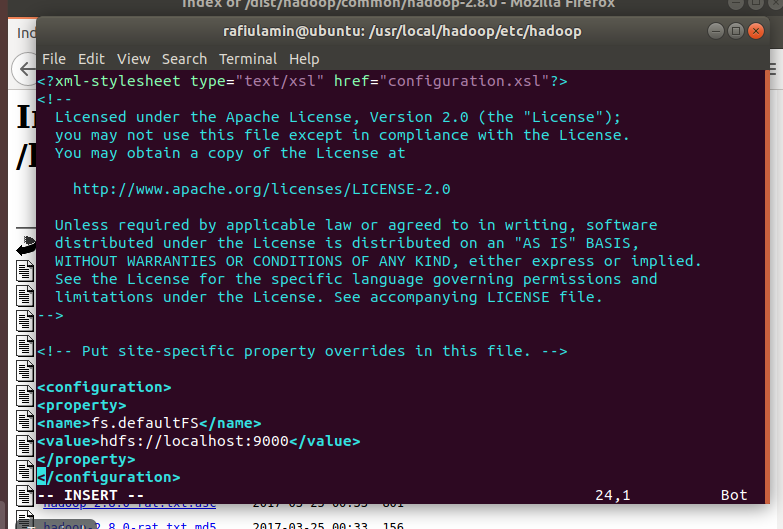 Index of /dist/hadoop/common/hadoop-2.8.0 - Mozilla Firefox
rafiulamin@ubuntu: /usr/local/hadoop/etc/hadoop
File Edit View Search Terminal Help
<?xml-stylesheet type="text/xsl" href="configuration.xsl"?>
<!--
Licensed under the Apache License, Version 2.0 (the "License");
you may not use this file except in compliance with the License.
You may obtain a copy of the License at
http://www.apache.org/licenses/LICENSE-2.0
Unless required by applicable law or agreed to in writing, software
distributed under the License is distributed on an "AS IS" BASIS,
WITHOUT WARRANTIES OR CONDITIONS OF ANY KIND, either express or implied.
See the License for the specific language governing permissions and
limitations under the License. See accompanying LICENSE file.
-->
<!-- Put site-specific property overrides in this file. -->
<configuration>
<property>
<name>fs.defaultFS</name>
<value>hdfs://localhost:9000</value>
</property>
</configuration>
-- INSERT -- 24,1 Bot
hadoop-2.8.0-rat.txt.asc 2017-03-25 00:33 801
hadoop-2.8.0-rat.txt.md5 2017-03-25 00:33 156